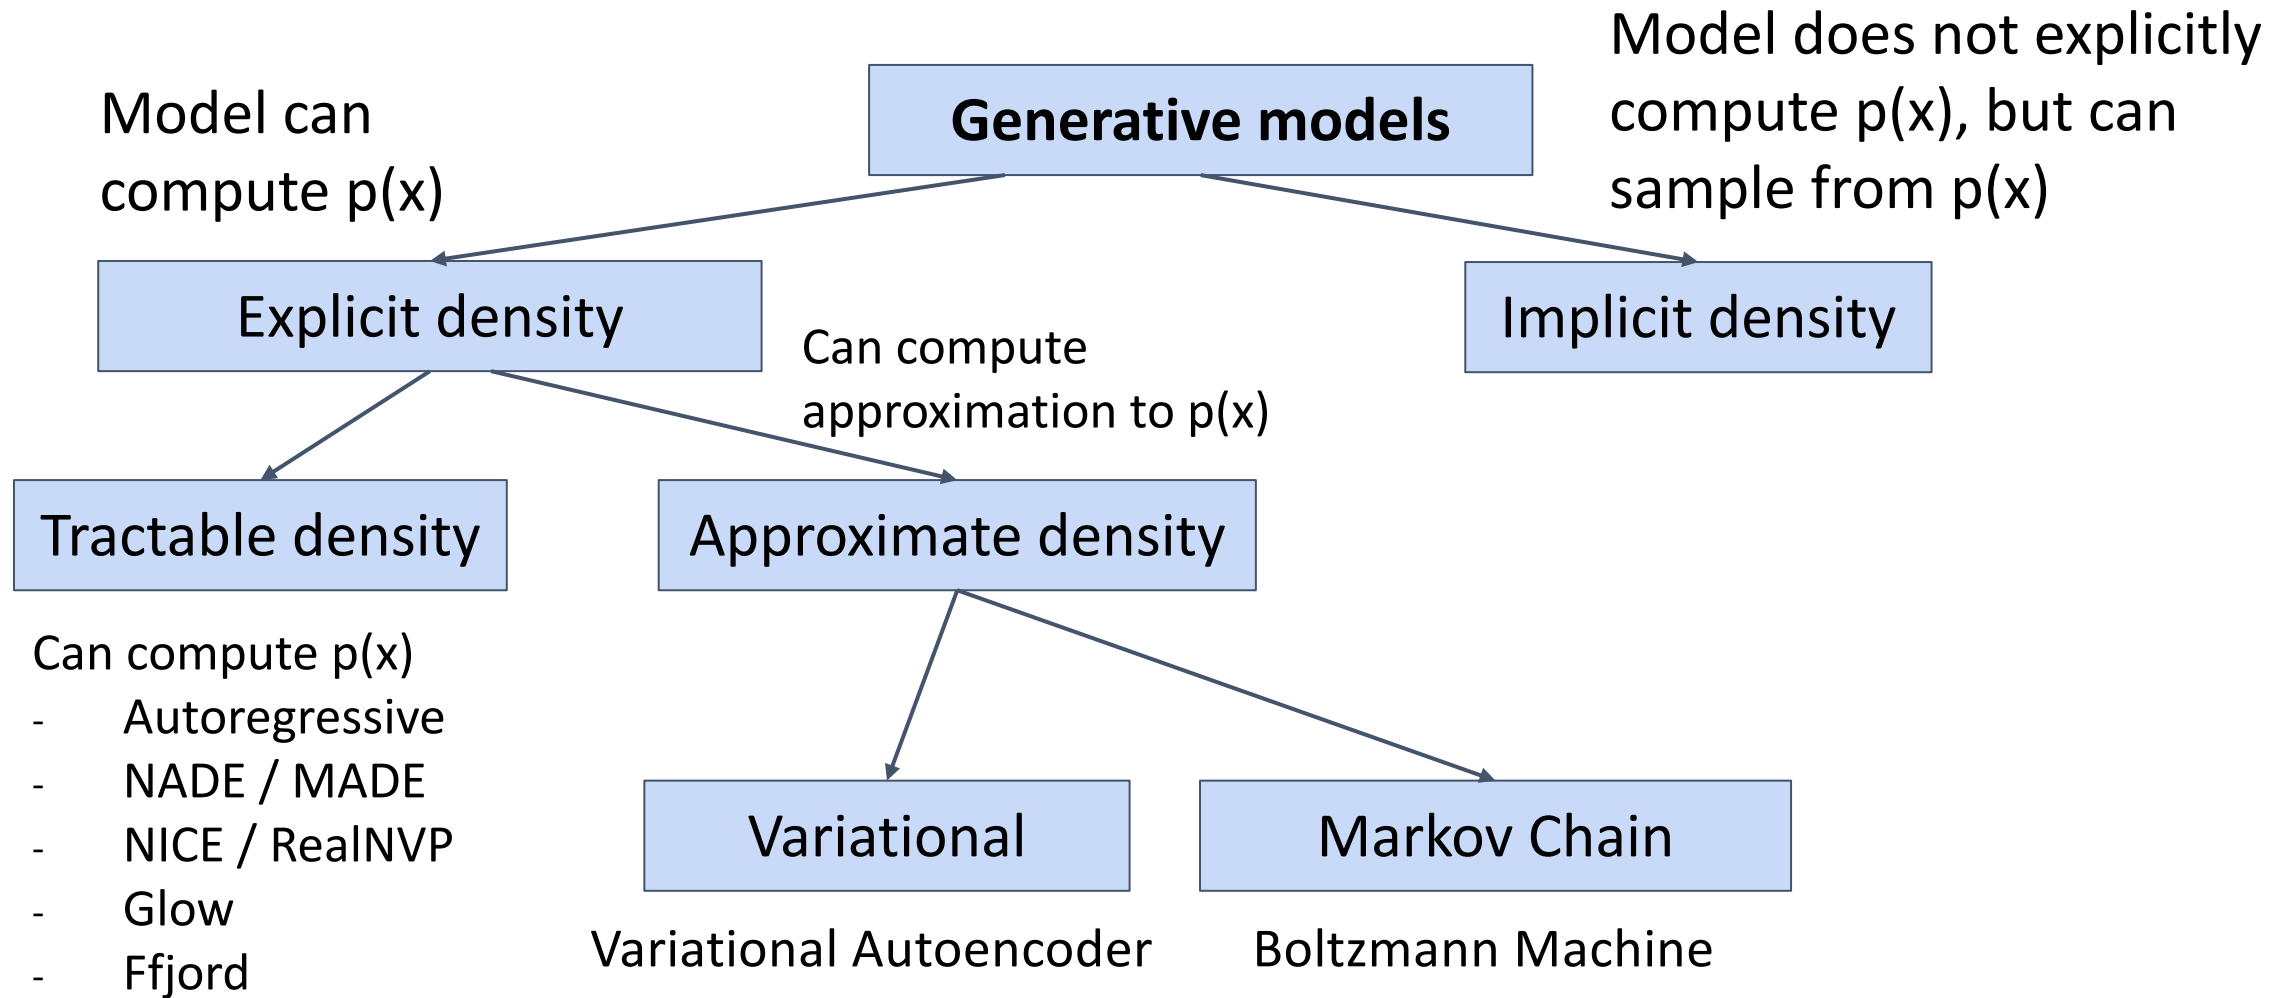 Generative models
Model can
compute p(x)
Model does not explicitly
compute p(x), but can
sample from p(x)
Explicit density
Implicit density
Can compute
approximation to p(x)
Tractable density
Approximate density
Can compute p(x)
- Autoregressive
- NADE / MADE
- NICE / RealNVP
- Glow
- Ffjord
Variational
Markov Chain
Variational Autoencoder
Boltzmann Machine